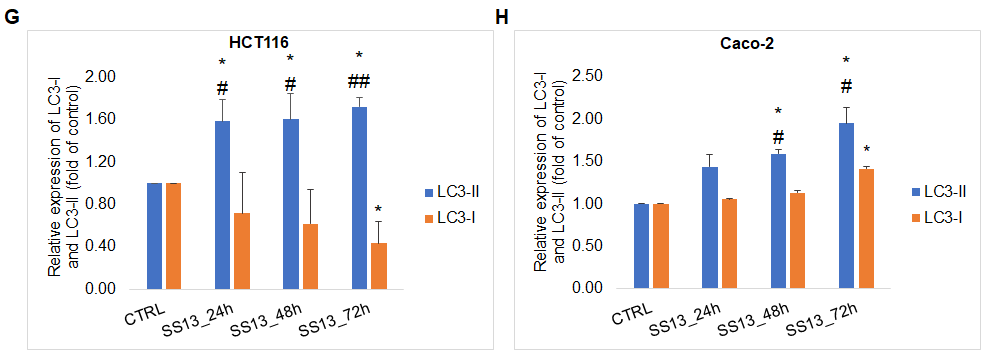 G
HCT116
Relative expression of LC3-I
and LC3-II (fold of control)
2.00
1.60
1.20
0.80
0.40
0.00
* * *
# # ##
*
CTRL
SS13_24h
SS13_48h
SS13_72h
LC3-II
LC3-I
H
Caco-2
Relative expression of LC3-I
and LC3-II (fold of control)
2.50
2.00
1.50
1.00
0.50
0.00
*
#
*
#
*
CTRL
SS13_24h
SS13_48h
SS13_72h
LC3-II
LC3-I